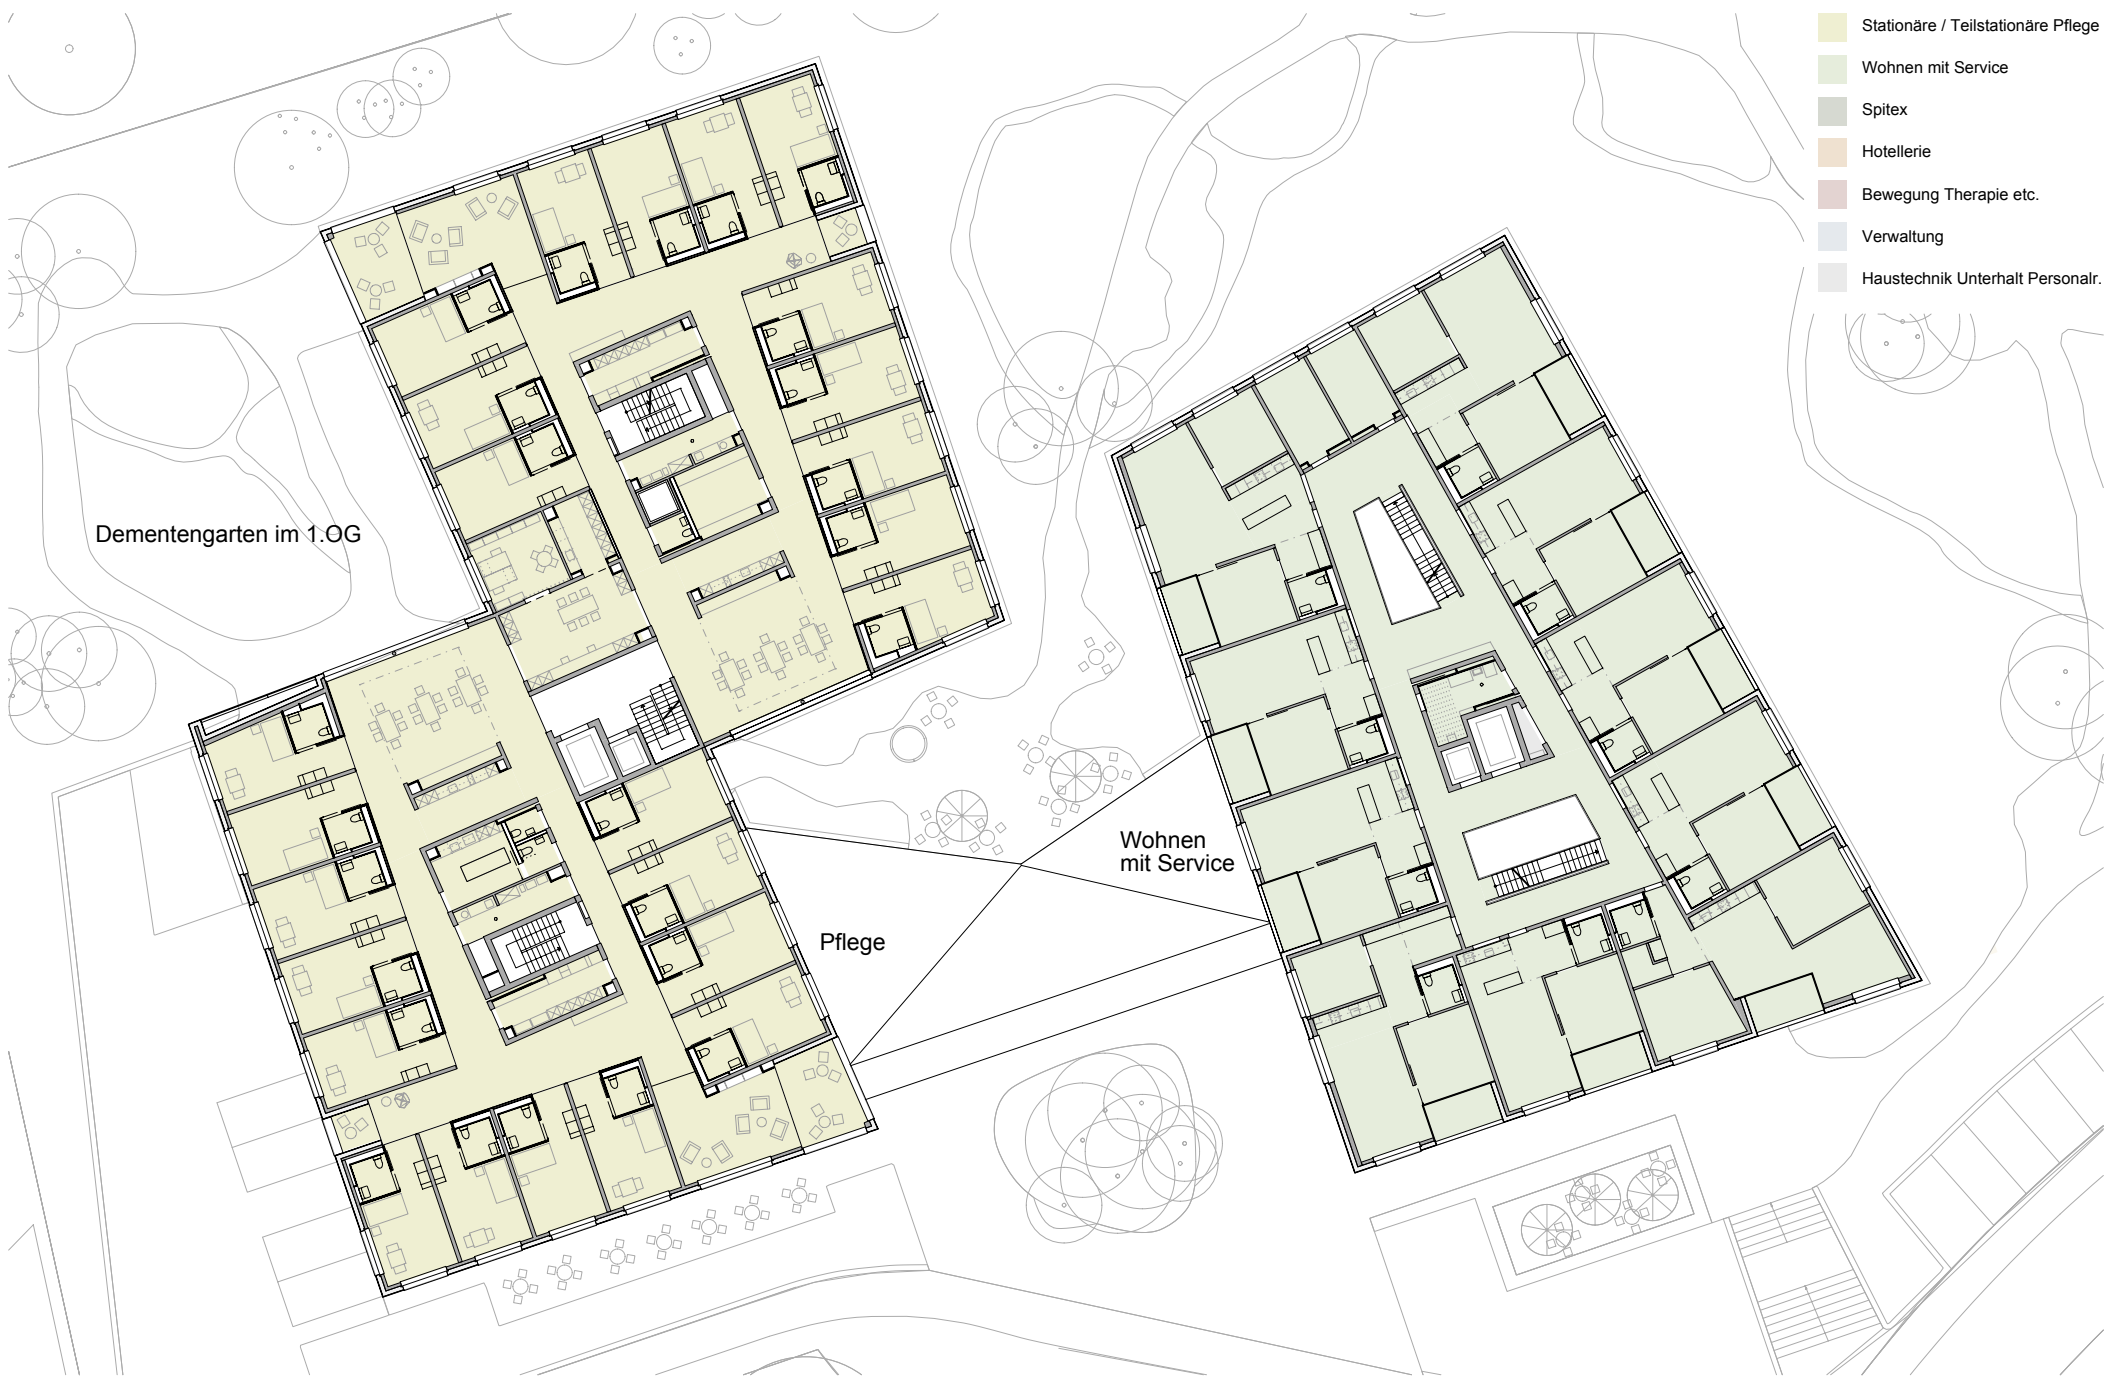 Stationäre / Teilstationäre Pflege
Wohnen mit Service
Spitex
Hotellerie
Bewegung Therapie etc.
Verwaltung
Haustechnik Unterhalt Personalr.
Dementengarten im 1.OG
Wohnen
mit Service
Pflege